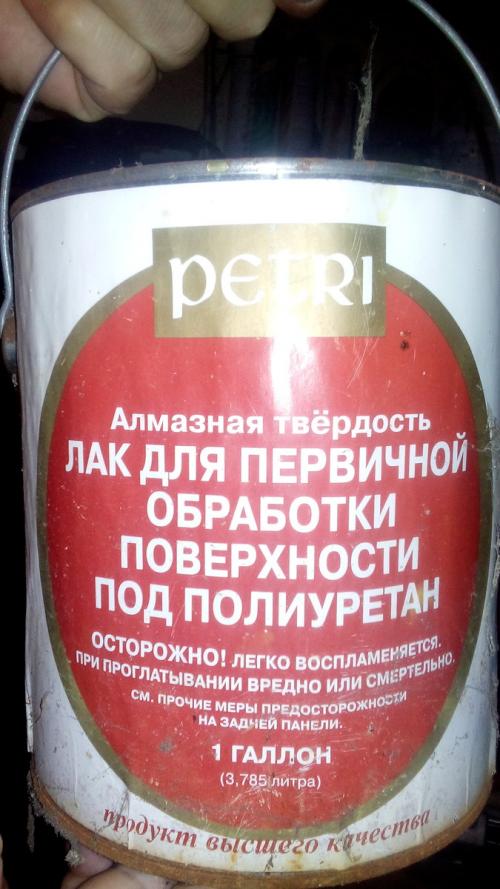 PETRI
Алмазная твёрдость
ЛАК ДЛЯ ПЕРВИЧНОЙ
ОБРАБОТКИ
ПОВЕРХНОСТИ
ПОД ПОЛИУРЕТАН
ОСТОРОЖНО! ЛЕГКО ВОСПЛАМЕНЯЕТСЯ.
ПРИ ПРОГЛАТЫВАНИИ ВРЕДНО ИЛИ СМЕРТЕЛЬНО.
СМ. ПРОЧИЕ МЕРЫ ПРЕДОСТОРОЖНОСТИ
НА ЗАДЧЕЙ ПАНЕЛИ.
1 ГАЛЛОН
(3,785 литра)
продукт высшего качества